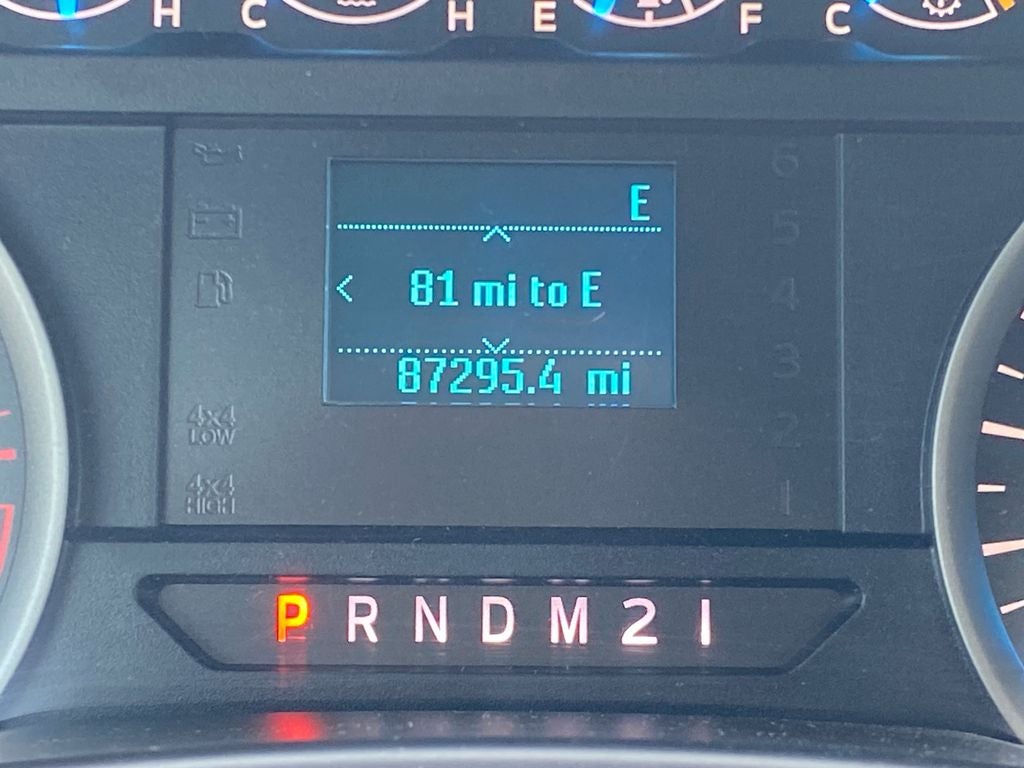 H C H E F C
E
81 mi to E
87295.4 mi
6
5
4
3
4x4
LOW
2
4x4
HIGH
1
P R N D M 2 1